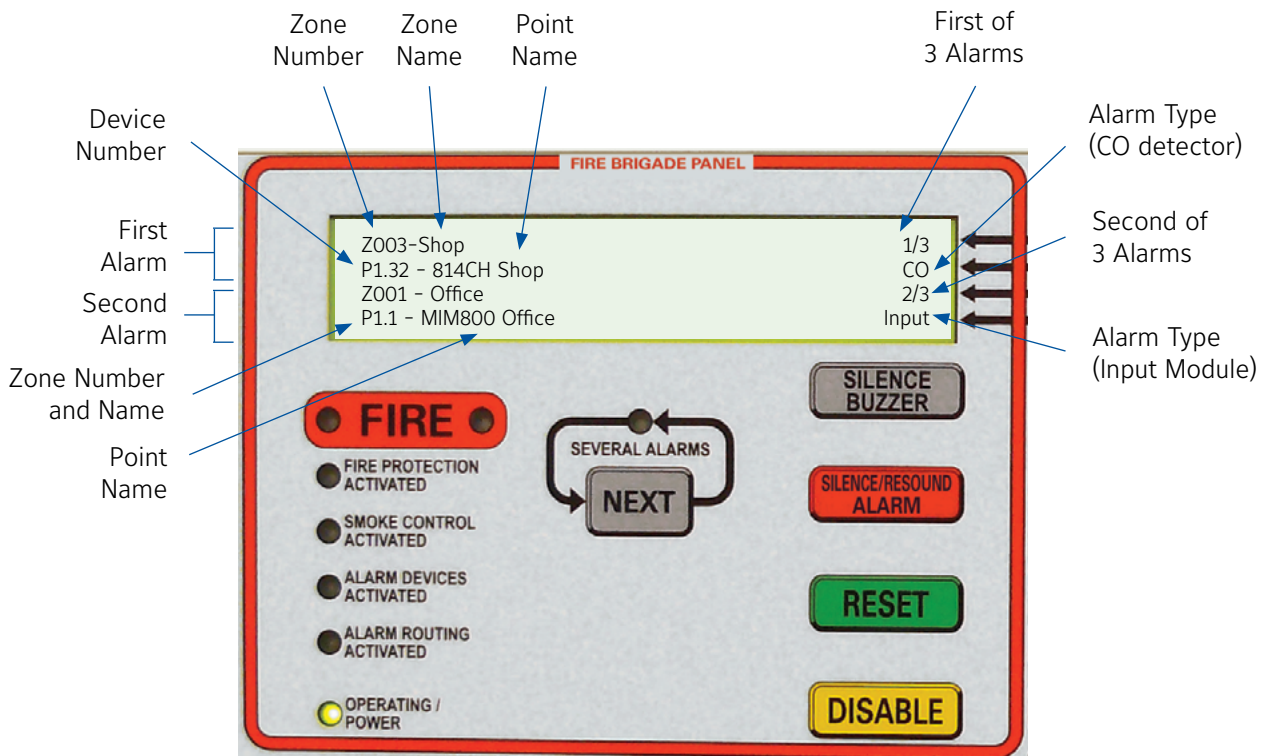 Zone
Number
Zone
Name
Point
Name
First of
3 Alarms
Device
Number
Alarm Type
(CO detector)
First
Alarm
Second of
3 Alarms
Second
Alarm
Zone Number
and Name
Alarm Type
(Input Module)
Point
Name
FIRE BRIGADE PANEL
Z003-Shop 1/3
P1.32 - 814CH Shop CO
Z001 - Office 2/3
P1.1 - MIM800 Office Input
FIRE
FIRE PROTECTION
ACTIVATED
SMOKE CONTROL
ACTIVATED
ALARM DEVICES
ACTIVATED
ALARM ROUTING
ACTIVATED
OPERATING /
POWER
SEVERAL ALARMS
NEXT
SILENCE
BUZZER
SILENCE/RESOUND
ALARM
RESET
DISABLE